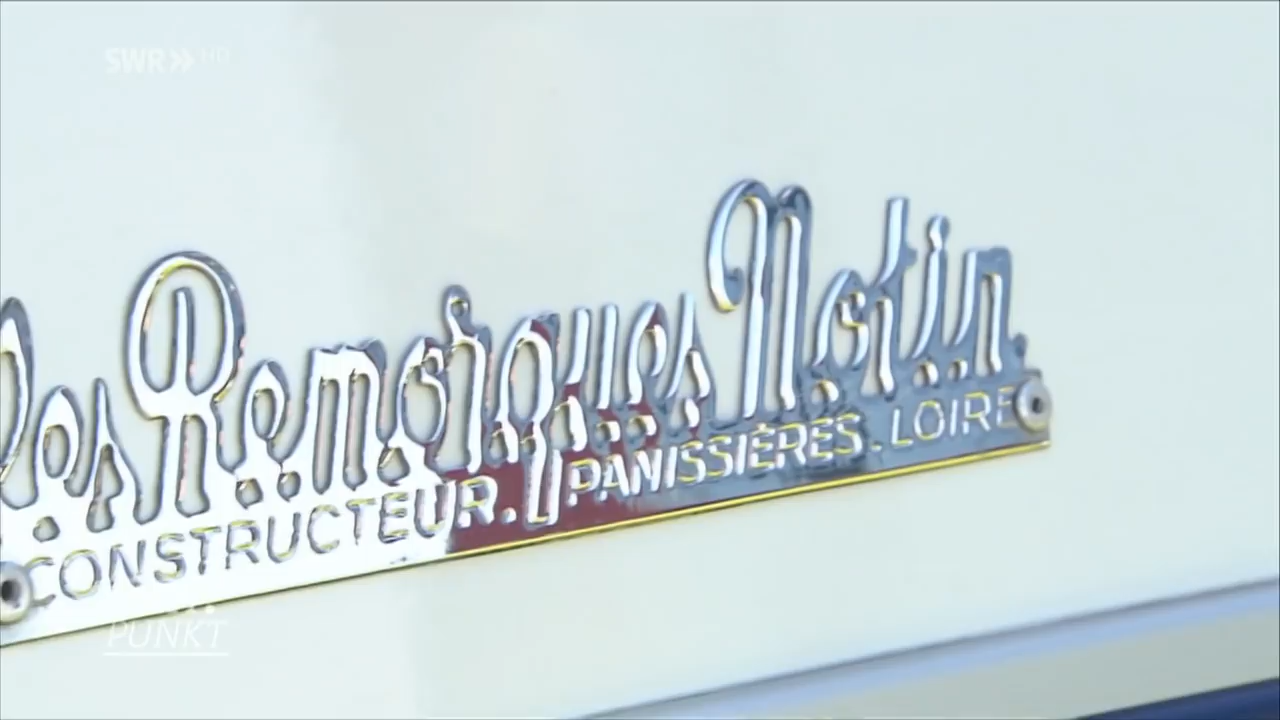 SWR» HD
Les Remorques Notin
CONSTRUCTEUR. PANISSIÈRES. LOIRE
PUNKT